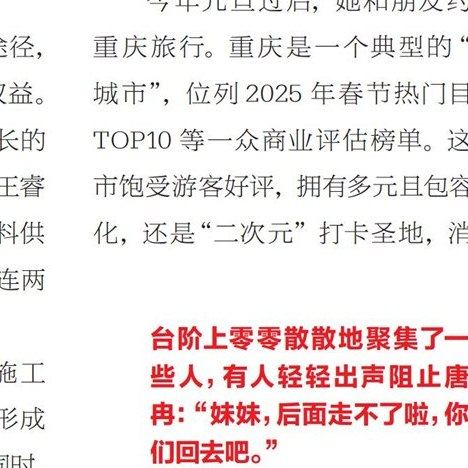 途径，
权益。
长的
王睿
料供
连两
施工
形成
同时，
今年元旦过后，她和朋友约
重庆旅行。重庆是一个典型的“
城市”，位列 2025 年春节热门目
TOP10 等一众商业评估榜单。这
市饱受游客好评，拥有多元且包容
化，还是“二次元”打卡圣地，消
台阶上零零散散地聚集了一
些人，有人轻轻出声阻止唐
冉：“妹妹，后面走不了啦，你
们回去吧。”